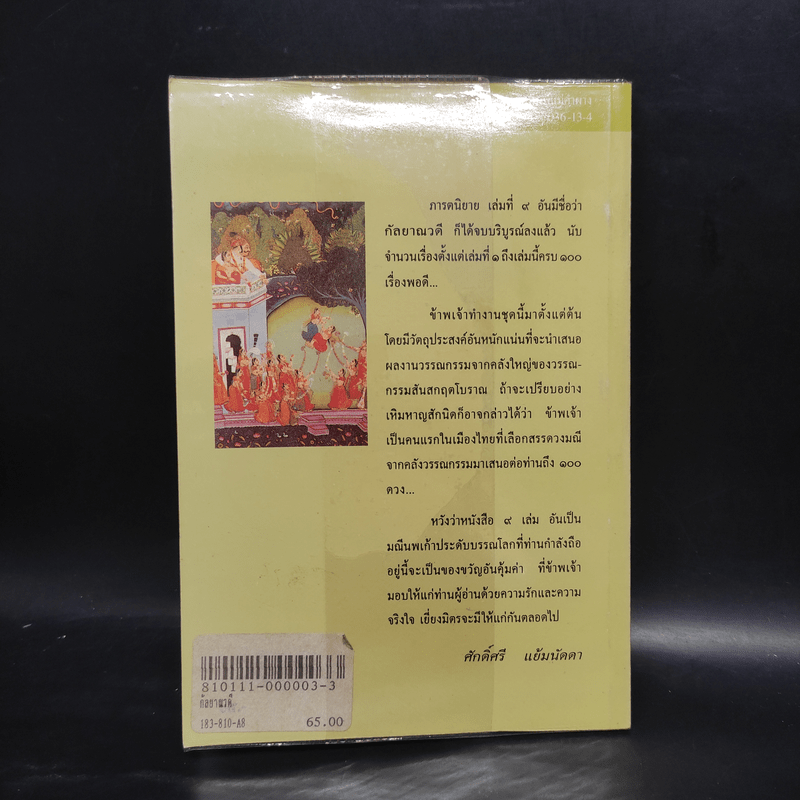 036-13-4
ภารตนิยาย เล่มที่ ๙ อันมีชื่อว่า
กัลยาณวดี ก็ได้จบบริบูรณ์ลงแล้ว นับ
จำนวนเรื่องตั้งแต่เล่มที่ ๑ ถึงเล่มนี้ครบ ๑๐๐
เรื่องพอดี...
ข้าพเจ้าทำงานชุดนี้มาตั้งแต่ต้น
โดยมีวัตถุประสงค์อันหนักแน่นที่จะนำเสนอ
ผลงานวรรณกรรมจากคลังใหญ่ของวรรณ-
กรรมสันสกฤตโบราณ ถ้าจะเปรียบอย่าง
เหิมหาญสักนิดก็อาจกล่าวได้ว่า ข้าพเจ้า
เป็นคนแรกในเมืองไทยที่เลือกสรรดวงมณี
จากคลังวรรณกรรมมาเสนอต่อท่านถึง ๑๐๐
ดวง...
หวังว่าหนังสือ ๙ เล่ม อันเป็น
มณีนพเก้าประดับบรรณโลกที่ท่านกำลังถือ
อยู่นี้จะเป็นของขวัญอันคุ้มค่า ที่ข้าพเจ้า
มอบให้แก่ท่านผู้อ่านด้วยความรักและความ
จริงใจ เยี่ยงมิตรจะมีให้แก่กันตลอดไป
ศักดิ์ศรี แย้มนัดดา
810111-000003-3
กัลยาณวดี
183-810-A8 65.00